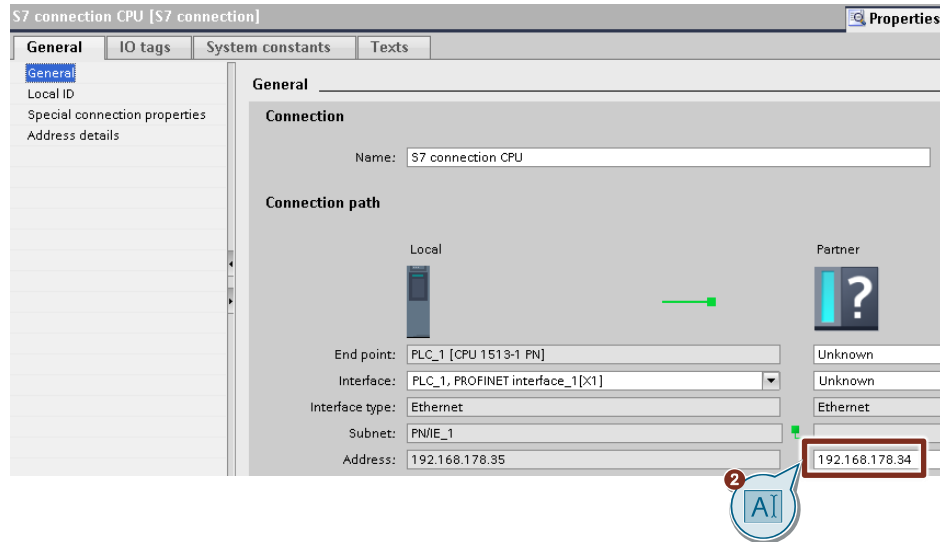 S7 connection CPU [S7 connection]
Properties
General IO tags System constants Texts
General
Local ID
Special connection properties
Address details
General
Connection
Name: S7 connection CPU
Connection path
Local Partner
?
End point: PLC_1 [CPU 1513-1 PN] Unknown
Interface: PLC_1, PROFINET interface_1[X1] Unknown
Interface type: Ethernet Ethernet
Subnet: PN/IE_1
Address: 192.168.178.35 192.168.178.34
2
A